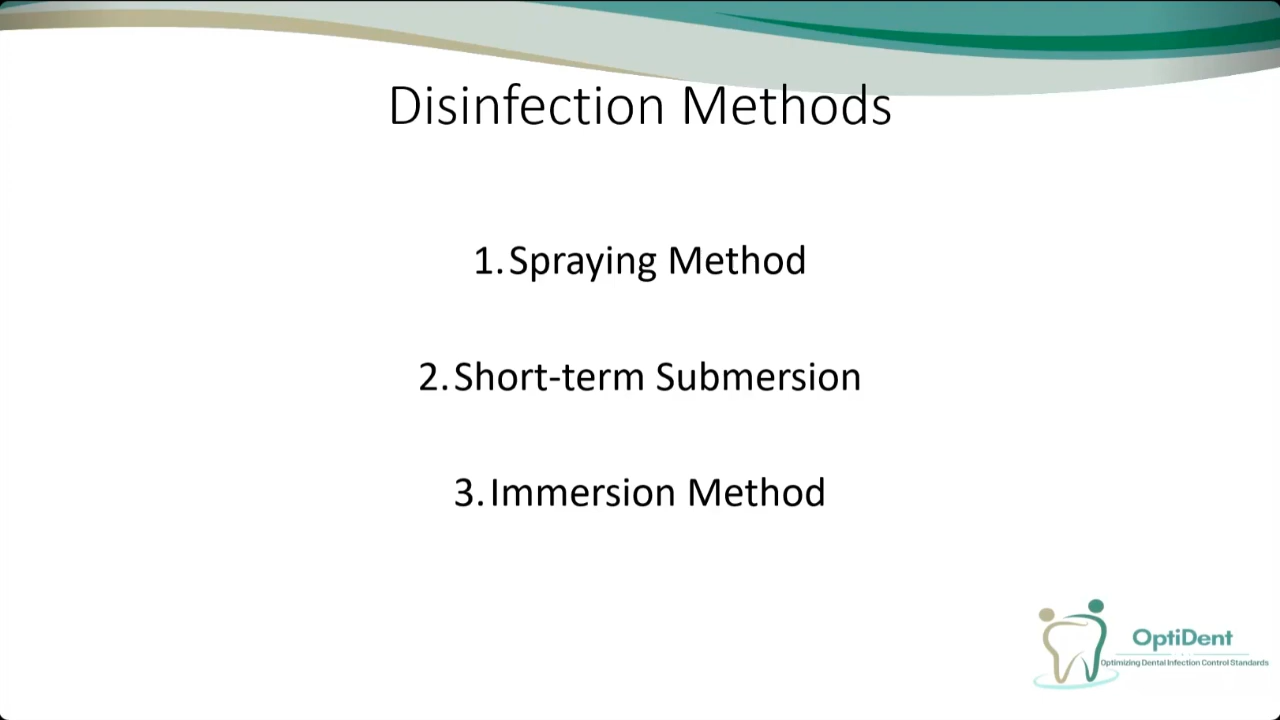 Disinfection Methods
1. Spraying Method
2. Short-term Submersion
3. Immersion Method
OptiDent
Optimizing Dental Infection Control Standards